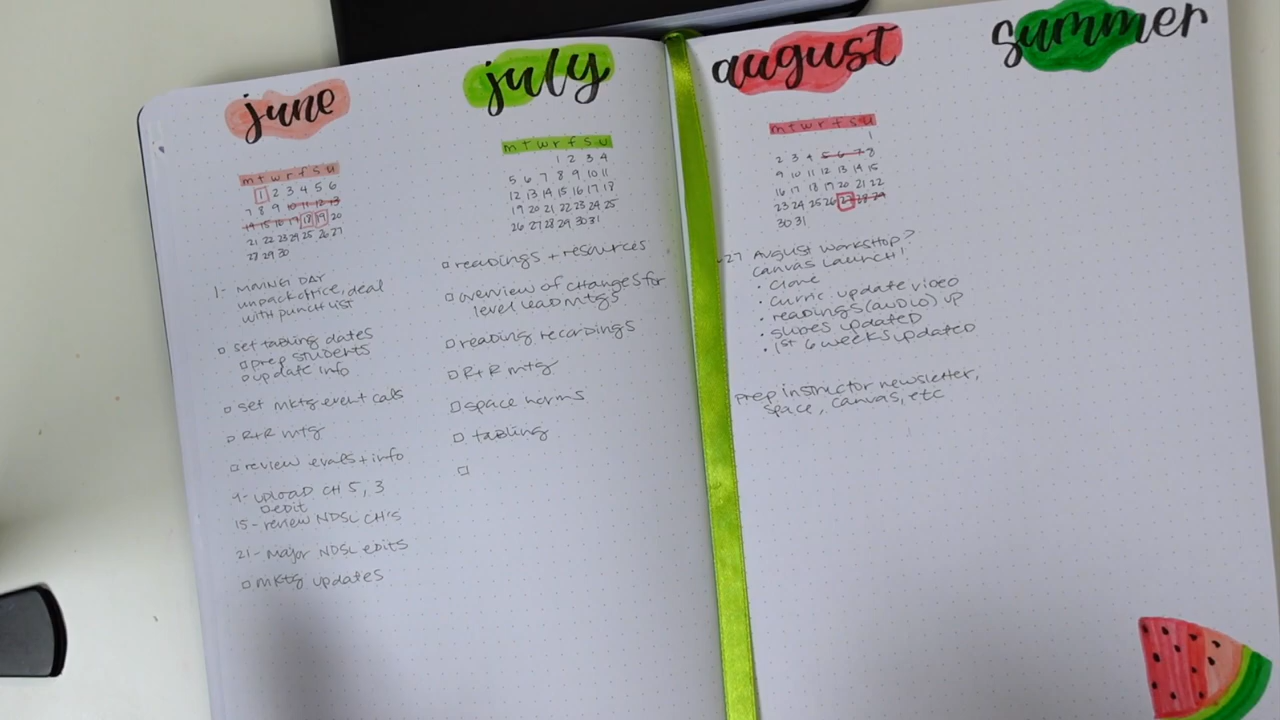 june
m t w r f s u
1 2 3 4 5 6
7 8 9 10 11 12 13
14 15 16 17 18 19 20
21 22 23 24 25 26 27
28 29 30
1- MOVING DAY
unpack office, deal
with punch list
set tabling dates
prep students
update info
set mktg event cals
R+R mtg
review evals + info
9- upload CH 5, 3
edit
15- review NDSL CH'S
21- Major NDSL edits
mktg updates
july
m t w r f s u
1 2 3 4
5 6 7 8 9 10 11
12 13 14 15 16 17 18
19 20 21 22 23 24 25
26 27 28 29 30 31
readings + resources
overview of changes for
level lead mtgs
reading recordings
R+R mtg
space norms
tabling
august
m t w r f s u
1
2 3 4 5 6 7 8
9 10 11 12 13 14 15
16 17 18 19 20 21 22
23 24 25 26 27 28 29
30 31
-27 August workshop?
Canvas Launch!
• clone
• curric update video
• readings (audio) up
• slides updated
• 1st 6 weeks updated
Prep instructor newsletter,
space, canvas, etc
summer